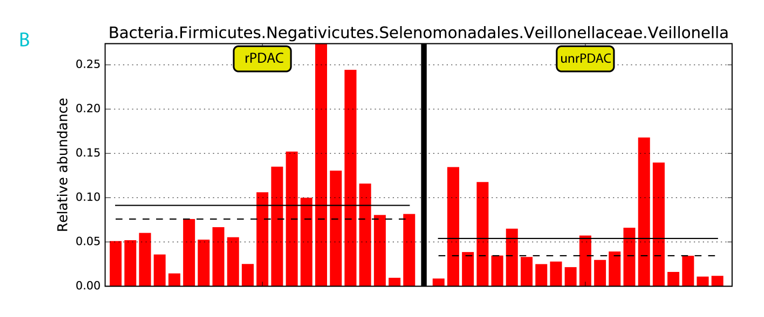 B
Bacteria.Firmicutes.Negativicutes.Selenomonadales.Veillonellaceae.Veillonella
rPDAC
unrPDAC
Relative abundance
0.25
0.20
0.15
0.10
0.05
0.00